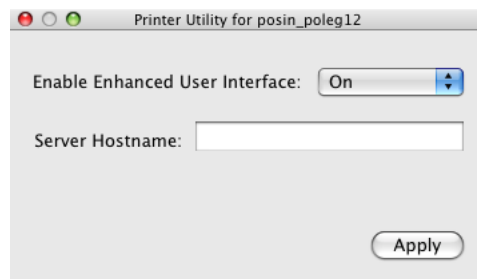 Printer Utility for posin_poleg12
Enable Enhanced User Interface: On
Server Hostname:
Apply